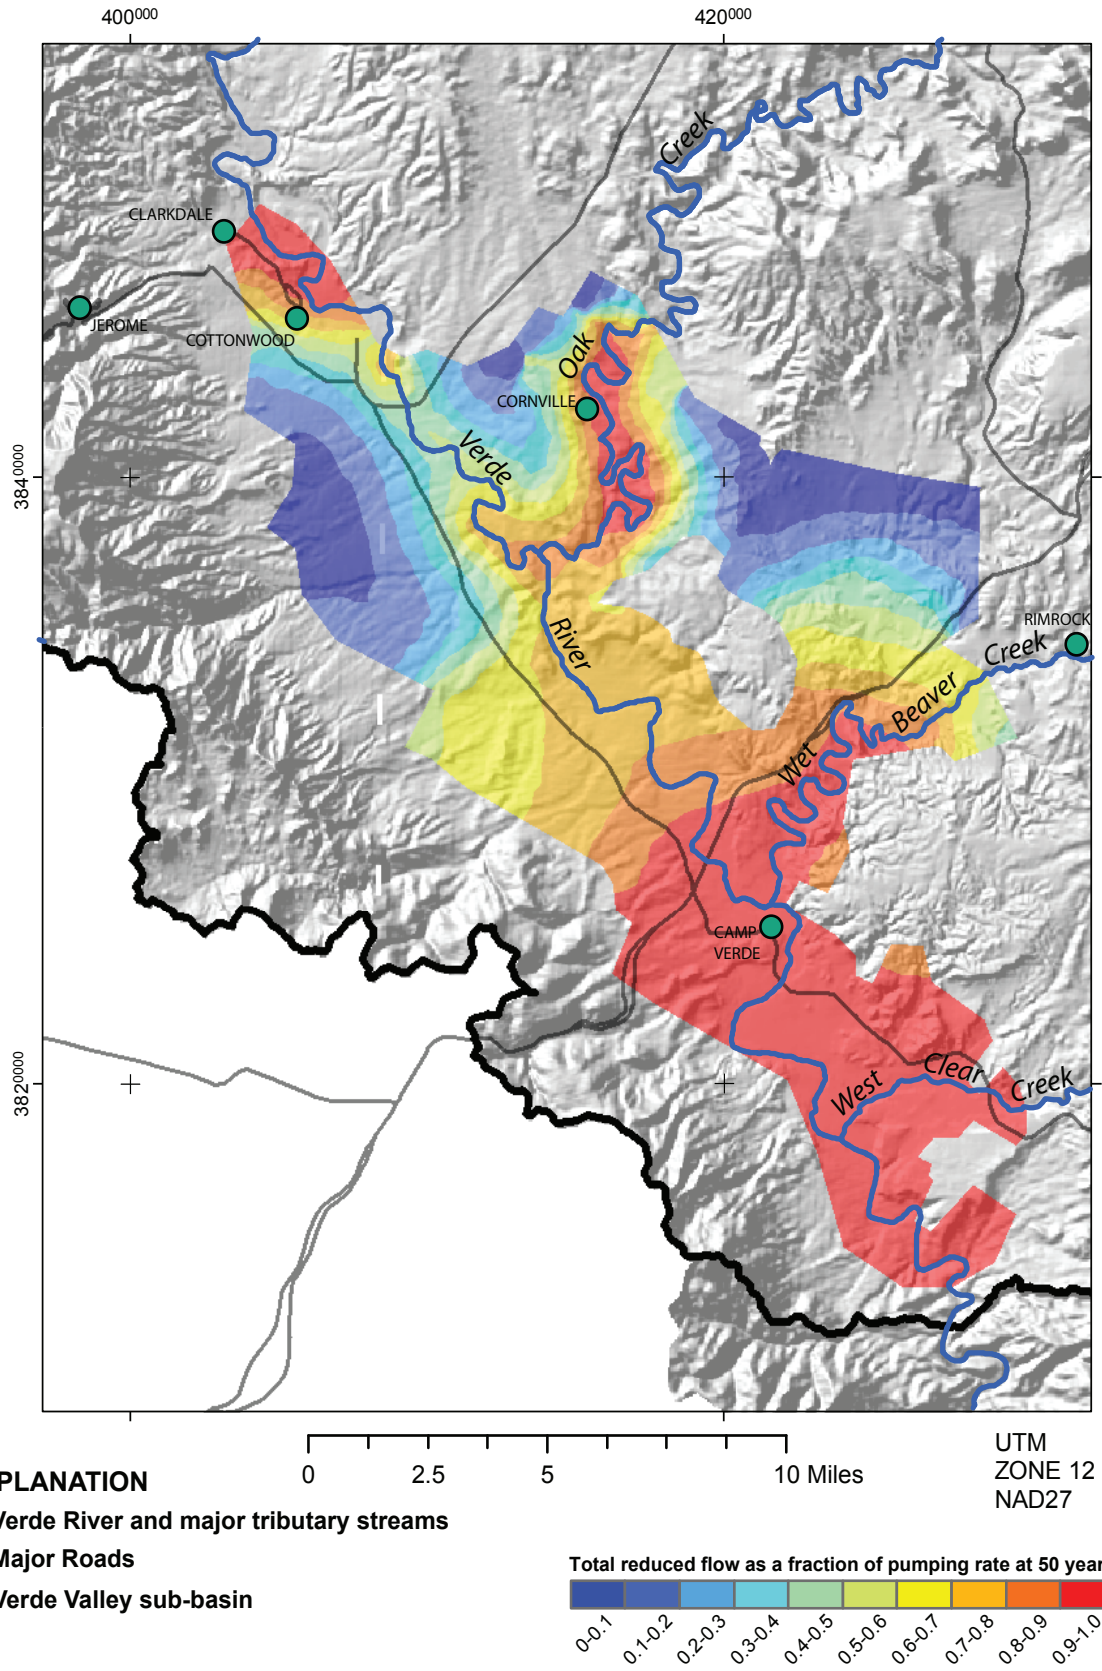 400000
420000
3840000
3820000
CLARKDALE
JEROME
COTTONWOOD
CORNVILLE
Oak
Creek
Verde
River
RIMROCK
Wet
Beaver
Creek
CAMP
VERDE
West
Clear
Creek
0 2.5 5 10 Miles
UTM
ZONE 12
NAD27
PLANATION
Verde River and major tributary streams
Major Roads
Verde Valley sub-basin
Total reduced flow as a fraction of pumping rate at 50 year
0-0.1
0.1-0.2
0.2-0.3
0.3-0.4
0.4-0.5
0.5-0.6
0.6-0.7
0.7-0.8
0.8-0.9
0.9-1.0